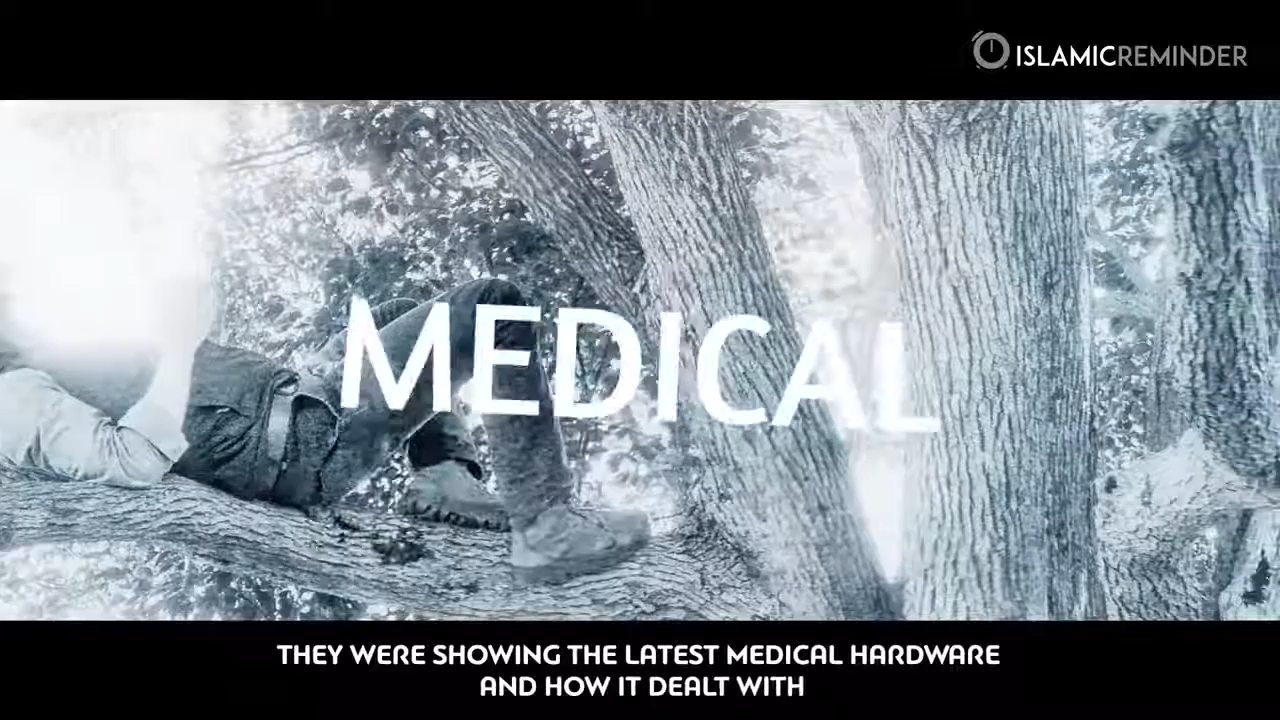 ISLAMICREMINDER
MEDICAL
THEY WERE SHOWING THE LATEST MEDICAL HARDWARE
AND HOW IT DEALT WITH